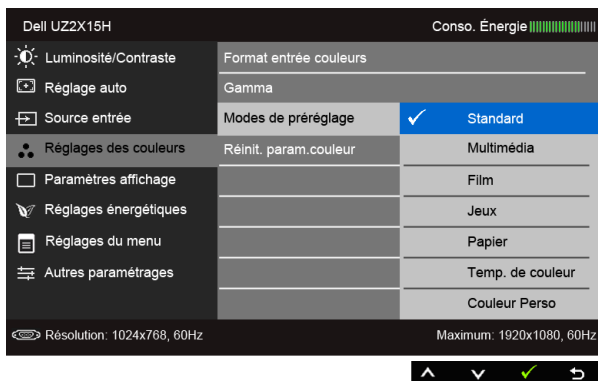 Dell UZ2X15H Conso. Énergie
Luminosité/Contraste Format entrée couleurs
Réglage auto Gamma
Source entrée Modes de préréglage Standard
Réglages des couleurs Réinit. param.couleur Multimédia
Paramètres affichage Film
Réglages énergétiques Jeux
Réglages du menu Papier
Autres paramétrages Temp. de couleur
Couleur Perso
Résolution: 1024x768, 60Hz Maximum: 1920x1080, 60Hz